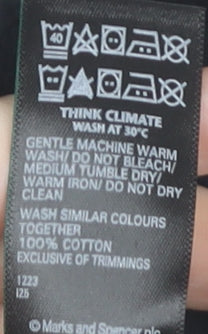 40
THINK CLIMATE
WASH AT 30°C
GENTLE MACHINE WARM
WASH/ DO NOT BLEACH/
MEDIUM TUMBLE DRY/
WARM IRON/ DO NOT DRY
CLEAN
WASH SIMILAR COLOURS
TOGETHER
100% COTTON
EXCLUSIVE OF TRIMMINGS
1223
I25
© Marks and Spencer plc